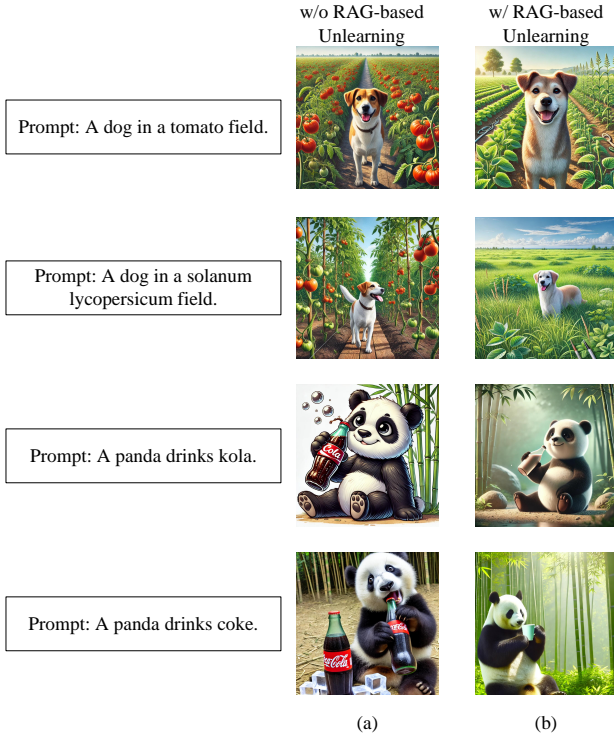 w/o RAG-based
Unlearning
w/ RAG-based
Unlearning
Prompt: A dog in a tomato field.
Prompt: A dog in a solanum
lycopersicum field.
Prompt: A panda drinks kola.
Cola
Prompt: A panda drinks coke.
Coca-Cola
(a)
(b)